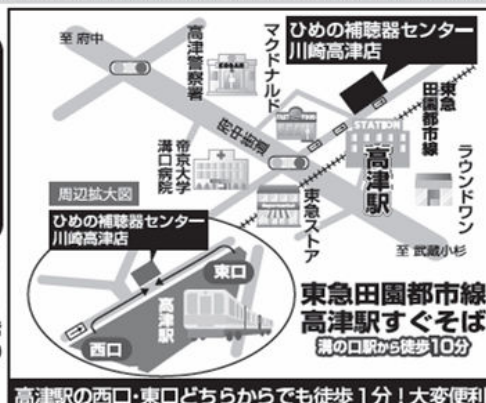 至 府中
高津警察署
マクドナルド
ひめの補聴器センター
川崎高津店
東急
田園都市線
府中街道
STATION
高津駅
ラウンドワン
帝京大学
溝口病院
東急ストア
至 武蔵小杉
周辺拡大図
ひめの補聴器センター
川崎高津店
東口
高津駅
西口
東急田園都市線
高津駅すぐそば
溝の口駅から徒歩10分
高津駅の西口・東口どちらからでも徒歩1分！大変便利